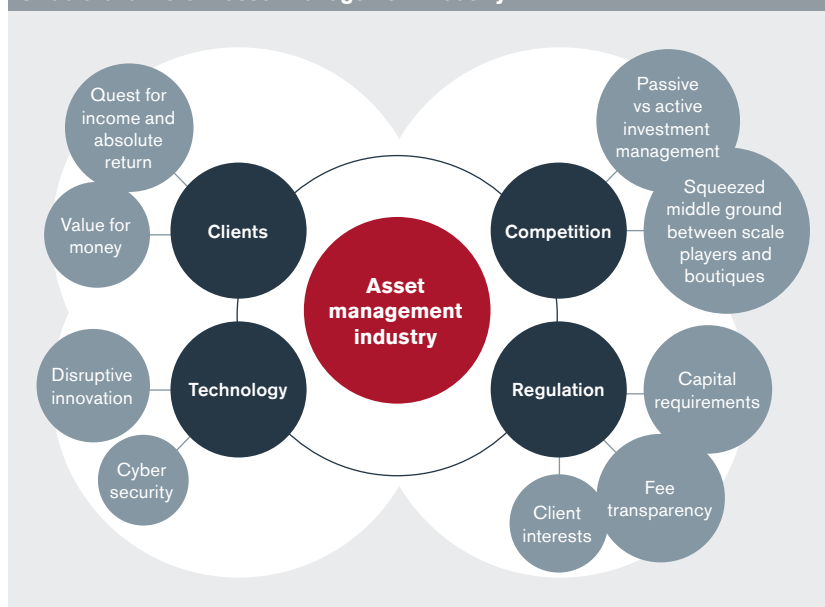 Quest for
income and
absolute
return
Value for
money
Clients
Passive
vs active
investment
management
Squeezed
middle ground
between scale
players and
boutiques
Competition
Asset
management
industry
Disruptive
innovation
Cyber
security
Technology
Regulation
Capital
requirements
Fee
transparency
Client
interests